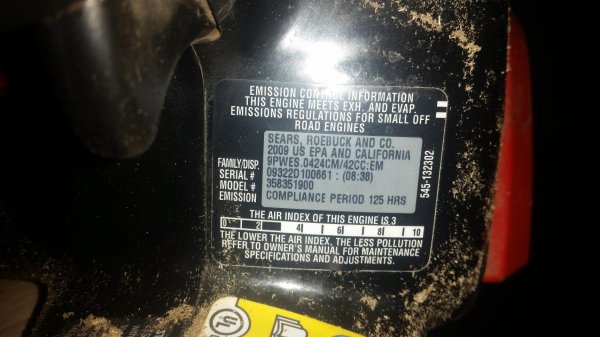 EMISSION CONTROL INFORMATION
THIS ENGINE MEETS EXH. AND EVAP.
EMISSIONS REGULATIONS FOR SMALL OFF
ROAD ENGINES
SEARS, ROEBUCK AND CO.
2009 US EPA AND CALIFORNIA
FAMILY/DISP. 9PWES.0424CM/42CC:EM
SERIAL # 09322D100661 : (08:38)
MODEL # 358351900
EMISSION COMPLIANCE PERIOD 125 HRS
545-132302
THE AIR INDEX OF THIS ENGINE IS 3
0 2 4 6 8 10
THE LOWER THE AIR INDEX, THE LESS POLLUTION
REFER TO OWNER'S MANUAL FOR MAINTENANCE
SPECIFICATIONS AND ADJUSTMENTS.
UL